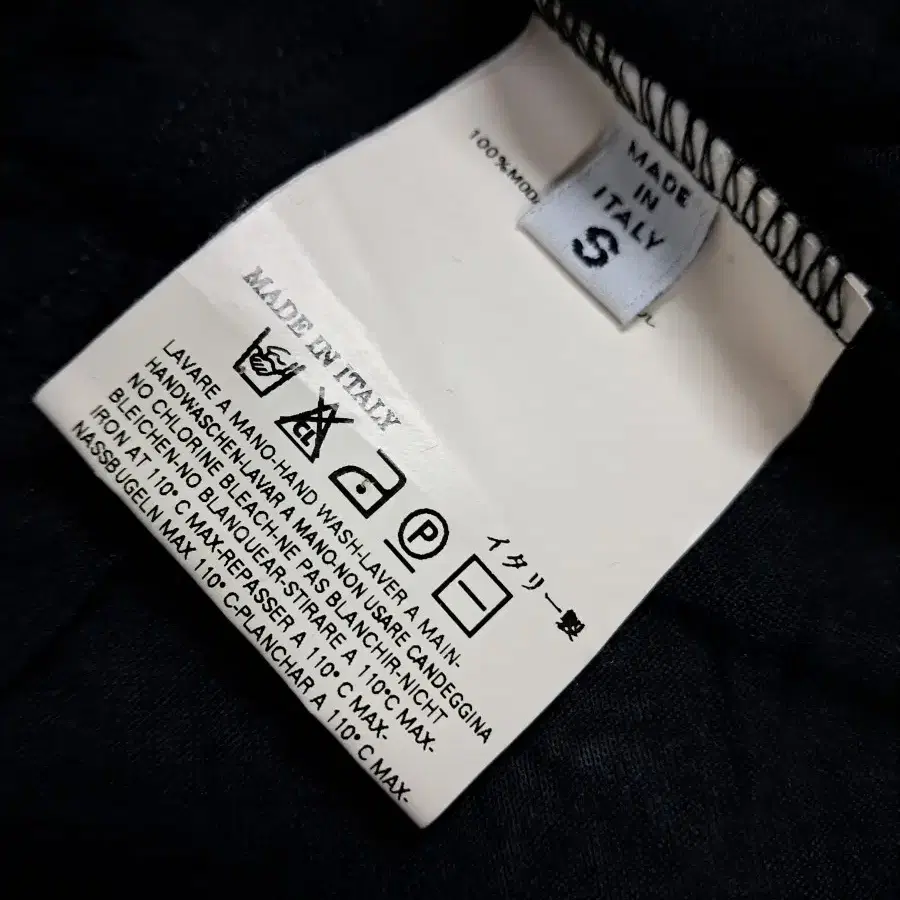 MADE
IN
ITALY
S
100%
MADE IN ITALY
CL
P
イタリー製
LAVARE A MANO-HAND WASH-LAVER A MAIN-
HANDWASCHEN-LAVAR A MANO-NON USARE CANDEGGINA
NO CHLORINE BLEACH-NE PAS BLANCHIR-NICHT
BLEICHEN-NO BLANQUEAR-STIRARE A 110°C MAX-
IRON AT 110° C MAX-REPASSER A 110° C MAX-
NASSBUGELN MAX 110° C-PLANCHAR A 110° C MAX-